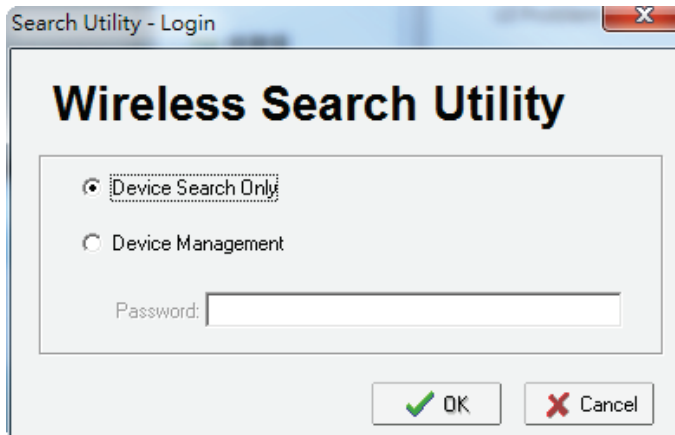 Search Utility - Login
Wireless Search Utility
Device Search Only
Device Management
Password:
OK
Cancel